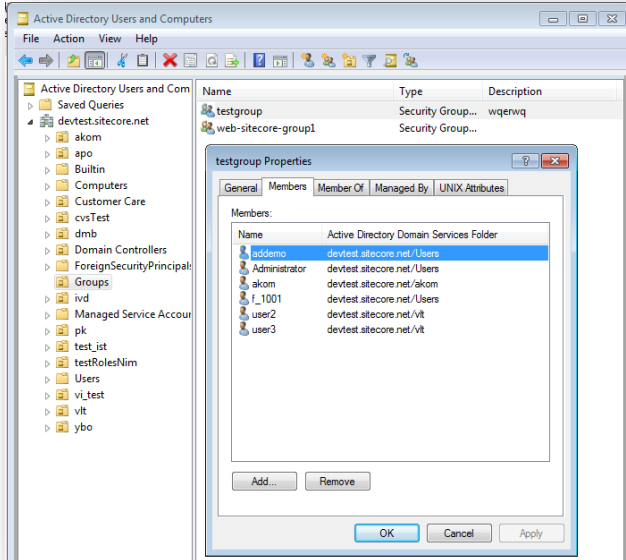 Active Directory Users and Computers
File Action View Help
Active Directory Users and Com
Saved Queries
devtest.sitecore.net
akom
apo
Builtin
Computers
Customer Care
cvsTest
dmb
Domain Controllers
ForeignSecurityPrincipals
Groups
ivd
Managed Service Accour
pk
test_ist
testRolesNim
Users
vi_test
vlt
ybo
Name Type Description
testgroup Security Group... wqerwq
web-sitecore-group1 Security Group...
testgroup Properties
General Members Member Of Managed By UNIX Attributes
Members:
Name Active Directory Domain Services Folder
addemo devtest.sitecore.net/Users
Administrator devtest.sitecore.net/Users
akom devtest.sitecore.net/akom
f_1001 devtest.sitecore.net/Users
user2 devtest.sitecore.net/vlt
user3 devtest.sitecore.net/vlt
Add... Remove
OK Cancel Apply